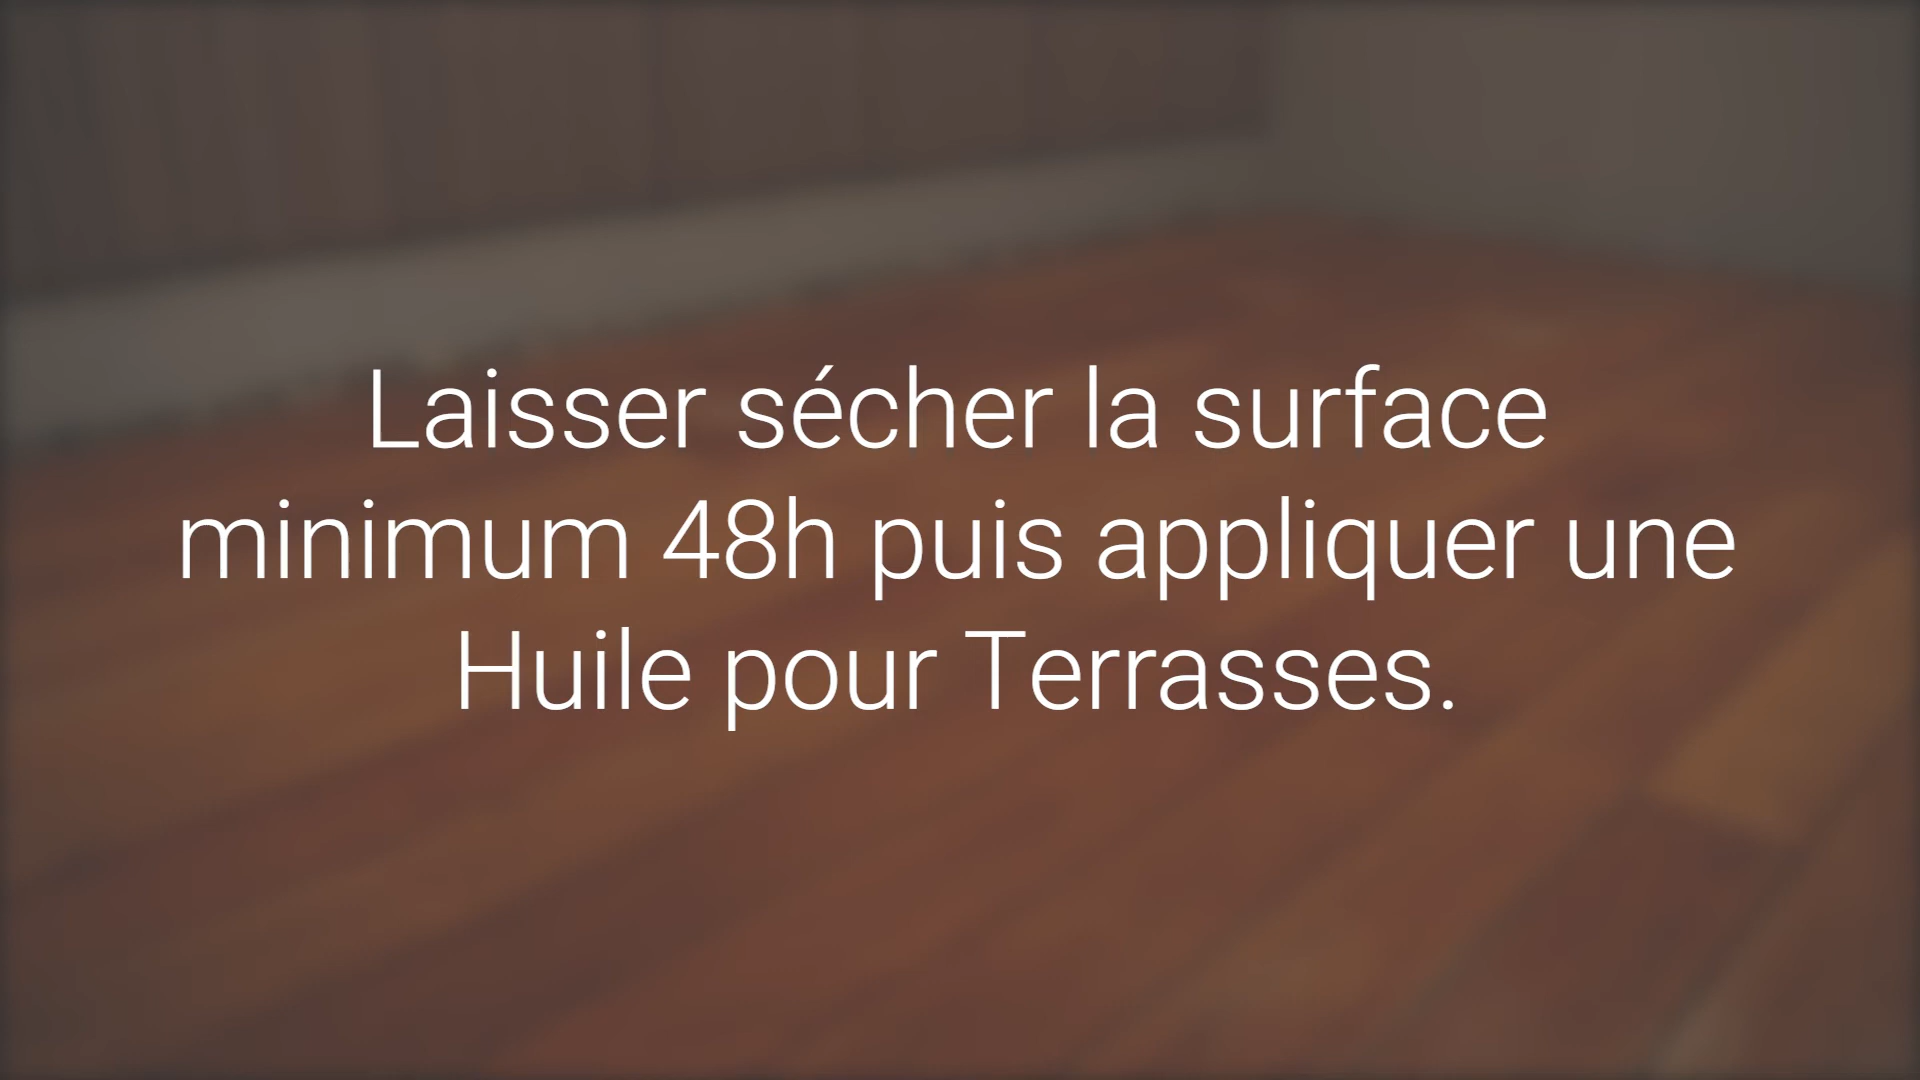 Laisser sécher la surface
minimum 48h puis appliquer une
Huile pour Terrasses.